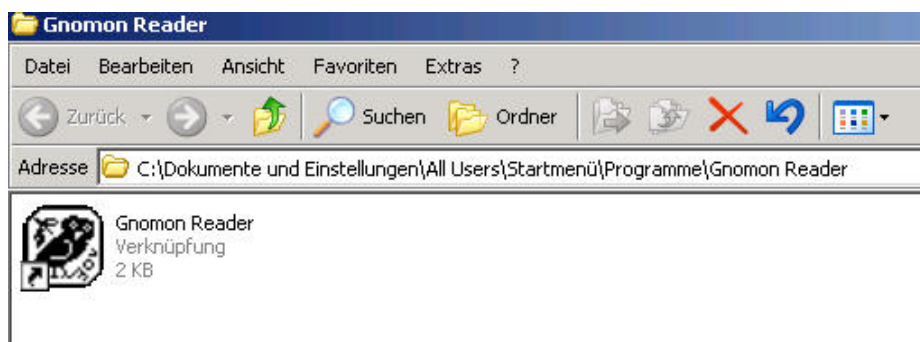 Gnomon Reader
Datei Bearbeiten Ansicht Favoriten Extras ?
Zurück Suchen Ordner
Adresse C:\Dokumente und Einstellungen\All Users\Startmenü\Programme\Gnomon Reader
Gnomon Reader
Verknüpfung
2 KB